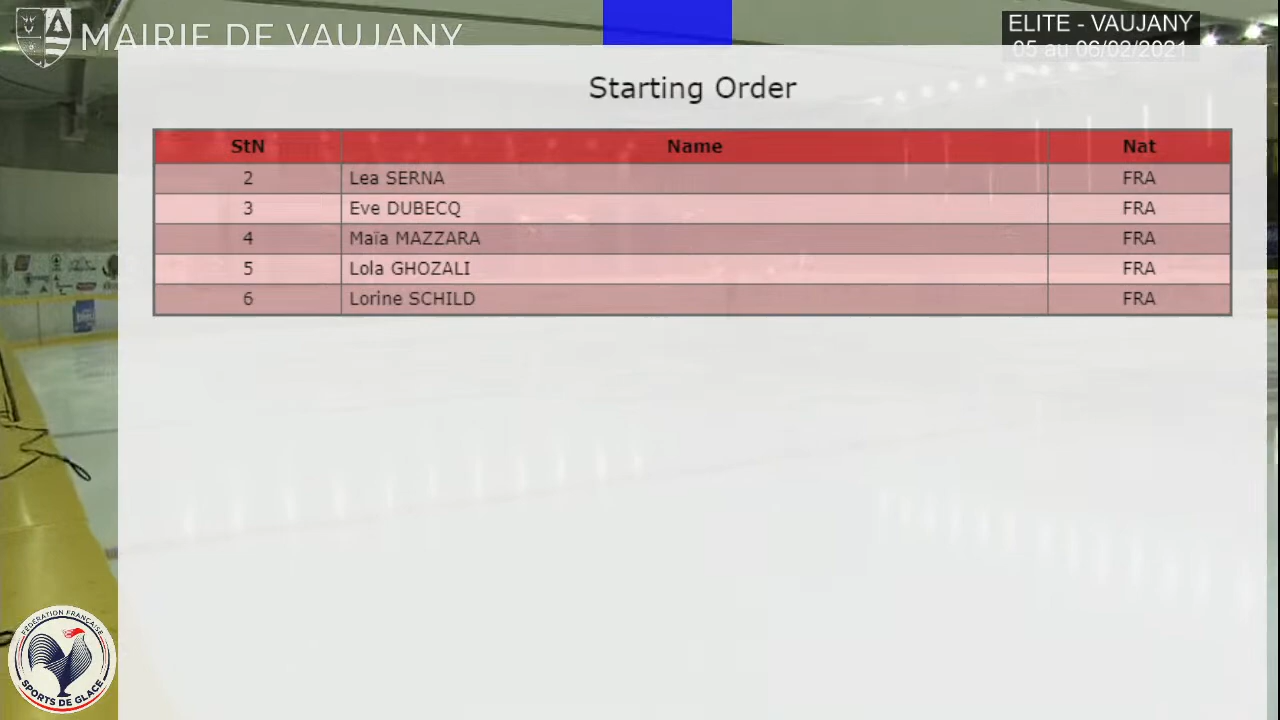 MAIRIE DE VAUJANY
ELITE - VAUJANY
05 au 06/02/2021
Starting Order
StN Name Nat
2 Lea SERNA FRA
3 Eve DUBECQ FRA
4 Maïa MAZZARA FRA
5 Lola GHOZALI FRA
6 Lorine SCHILD FRA
FÉDÉRATION FRANÇAISE
SPORTS DE GLACE